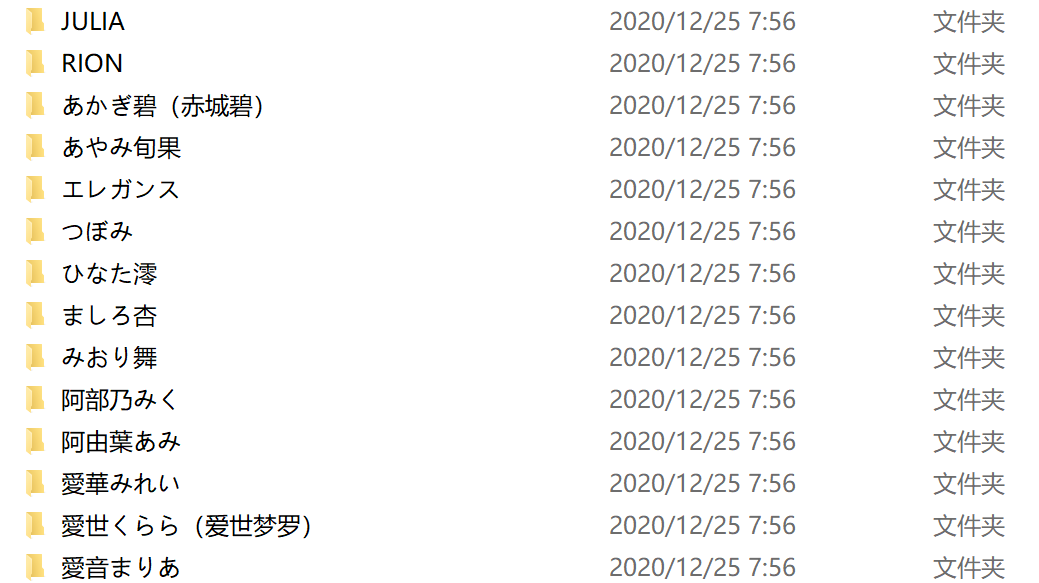 JULIA 2020/12/25 7:56 文件夹
RION 2020/12/25 7:56 文件夹
あかぎ碧（赤城碧） 2020/12/25 7:56 文件夹
あやみ旬果 2020/12/25 7:56 文件夹
エレガンス 2020/12/25 7:56 文件夹
つぼみ 2020/12/25 7:56 文件夹
ひなた澪 2020/12/25 7:56 文件夹
ましろ杏 2020/12/25 7:56 文件夹
みおり舞 2020/12/25 7:56 文件夹
阿部乃みく 2020/12/25 7:56 文件夹
阿由葉あみ 2020/12/25 7:56 文件夹
愛華みれい 2020/12/25 7:56 文件夹
愛世くらら（爱世梦罗） 2020/12/25 7:56 文件夹
愛音まりあ 2020/12/25 7:56 文件夹